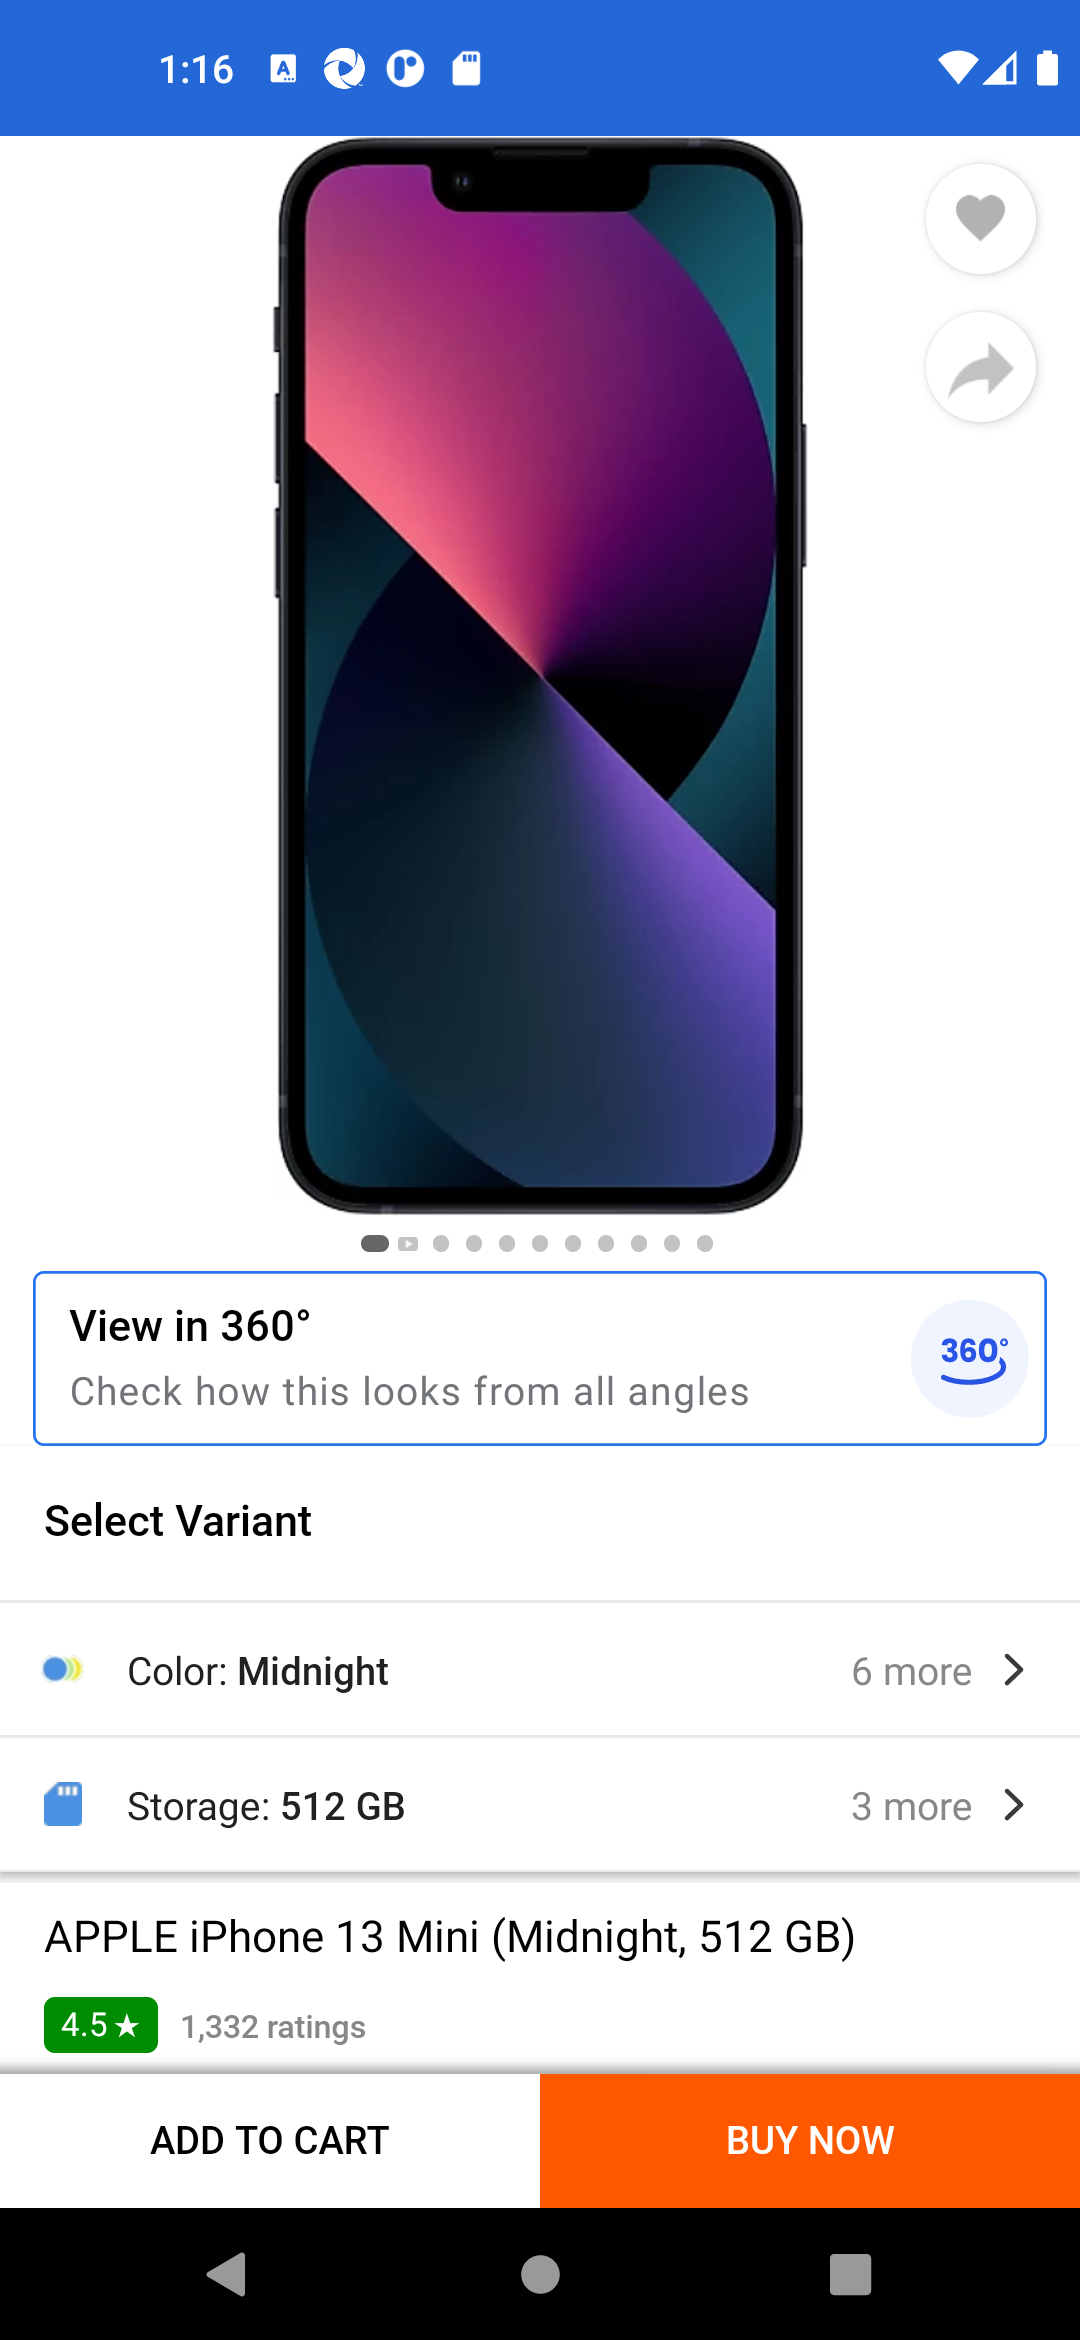 1:16
View in 360°
Check how this looks from all angles
360°
Select Variant
Color: Midnight
6 more
Storage: 512 GB
3 more
APPLE iPhone 13 Mini (Midnight, 512 GB)
4.5★
1,332 ratings
ADD TO CART
BUY NOW